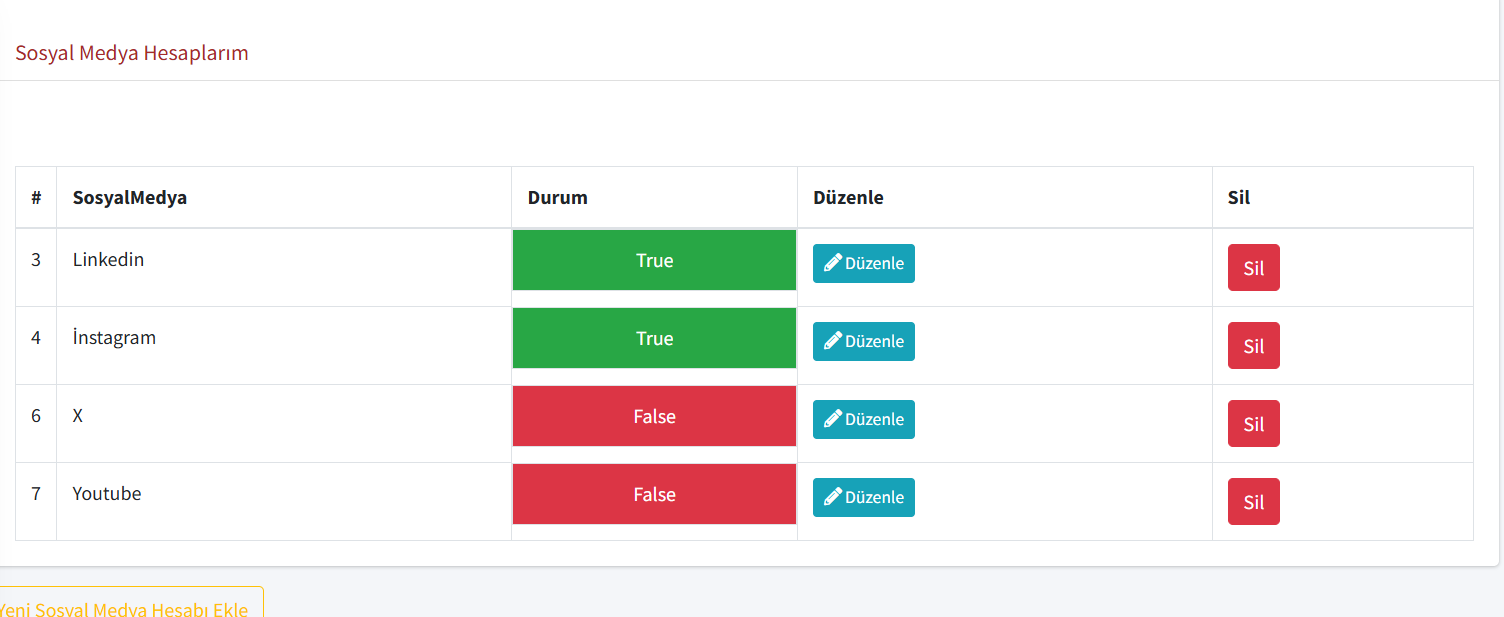 Sosyal Medya Hesaplarım
# SosyalMedya Durum Düzenle Sil
3 Linkedin True Düzenle Sil
4 İnstagram True Düzenle Sil
6 X False Düzenle Sil
7 Youtube False Düzenle Sil
Yeni Sosyal Medya Hesabı Ekle